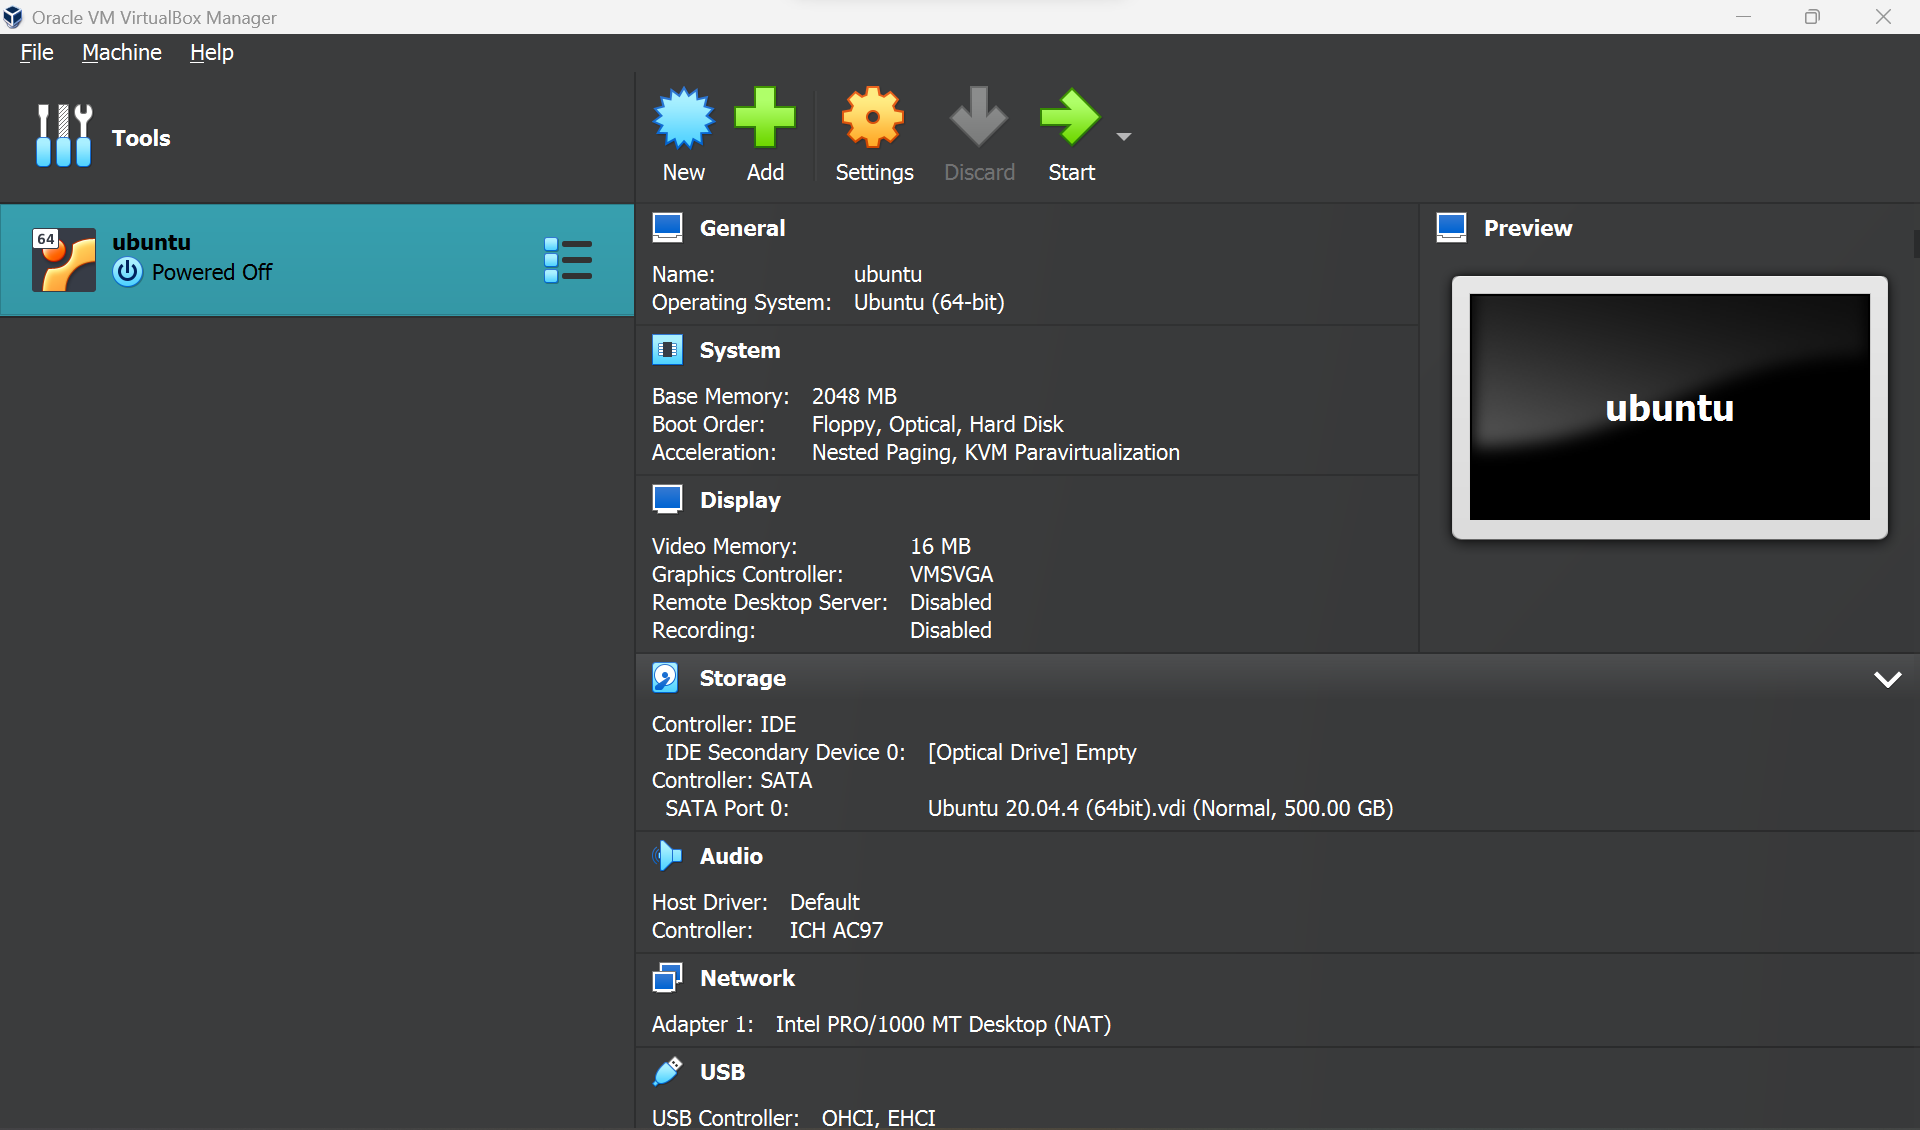 Oracle VM VirtualBox Manager
File Machine Help
Tools
New Add Settings Discard Start
64
ubuntu
Powered Off
General
Name: ubuntu
Operating System: Ubuntu (64-bit)
System
Base Memory: 2048 MB
Boot Order: Floppy, Optical, Hard Disk
Acceleration: Nested Paging, KVM Paravirtualization
Display
Video Memory: 16 MB
Graphics Controller: VMSVGA
Remote Desktop Server: Disabled
Recording: Disabled
Preview
ubuntu
Storage
Controller: IDE
IDE Secondary Device 0: [Optical Drive] Empty
Controller: SATA
SATA Port 0: Ubuntu 20.04.4 (64bit).vdi (Normal, 500.00 GB)
Audio
Host Driver: Default
Controller: ICH AC97
Network
Adapter 1: Intel PRO/1000 MT Desktop (NAT)
USB
USB Controller: OHCI, EHCI